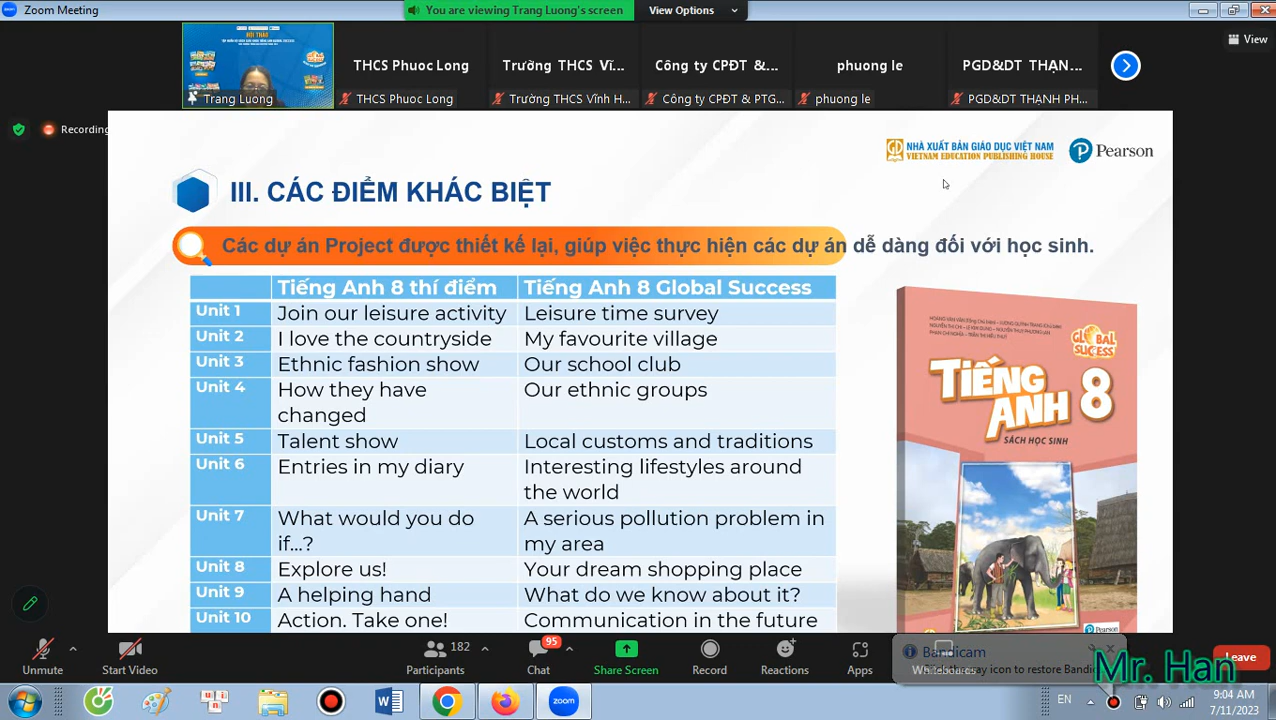 Zoom Meeting
You are viewing Trang Luong's screen
View Options
View
THCS Phuoc Long
Trường THCS Vĩ...
Công ty CPĐT &...
phuong le
PGD&DT THẠN...
Trang Luong
THCS Phuoc Long
Trường THCS Vĩnh H...
Công ty CPĐT & PTG...
phuong le
PGD&DT THẠNH PH...
Recording
NHÀ XUẤT BẢN GIÁO DỤC VIỆT NAM
VIETNAM EDUCATION PUBLISHING HOUSE
Pearson
III. CÁC ĐIỂM KHÁC BIỆT
Các dự án Project được thiết kế lại, giúp việc thực hiện các dự án dễ dàng đối với học sinh.
Tiếng Anh 8 thí điểm Tiếng Anh 8 Global Success
Unit 1 Join our leisure activity Leisure time survey
Unit 2 I love the countryside My favourite village
Unit 3 Ethnic fashion show Our school club
Unit 4 How they have Our ethnic groups
changed
Unit 5 Talent show Local customs and traditions
Unit 6 Entries in my diary Interesting lifestyles around
the world
Unit 7 What would you do A serious pollution problem in
if...? my area
Unit 8 Explore us! Your dream shopping place
Unit 9 A helping hand What do we know about it?
Unit 10 Action. Take one! Communication in the future
GLOBAL
SUCCESS
TIẾNG
ANH 8
SÁCH HỌC SINH
Pearson
182
95
Unmute
Start Video
Participants
Chat
Share Screen
Record
Reactions
Apps
Whiteboards
Leave
Bandicam
Mr. Han
EN
9:04 AM
7/11/2023